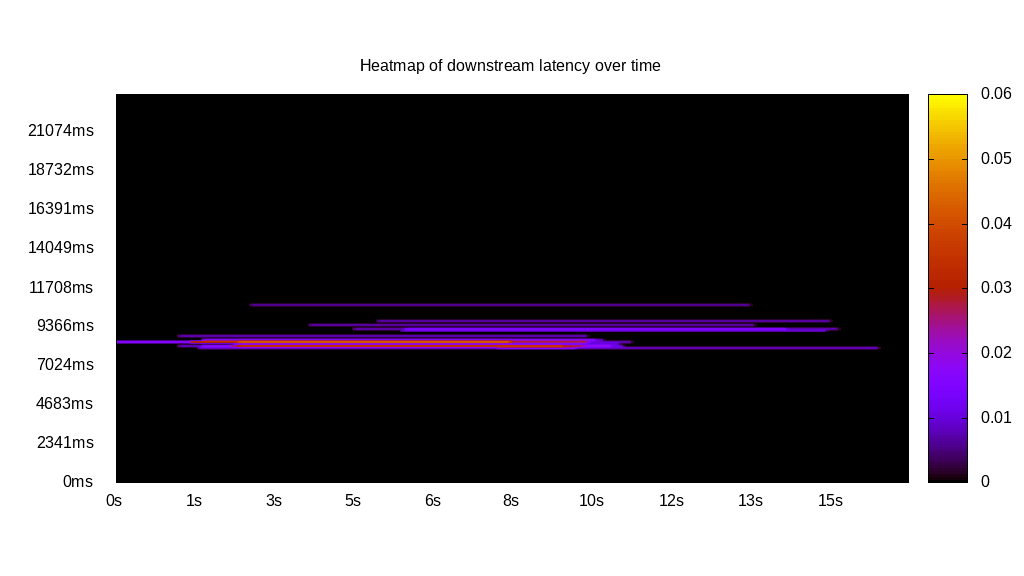 Heatmap of downstream latency over time
21074ms
18732ms
16391ms
14049ms
11708ms
9366ms
7024ms
4683ms
2341ms
0ms
0s 1s 3s 5s 6s 8s 10s 12s 13s 15s
0.06
0.05
0.04
0.03
0.02
0.01
0